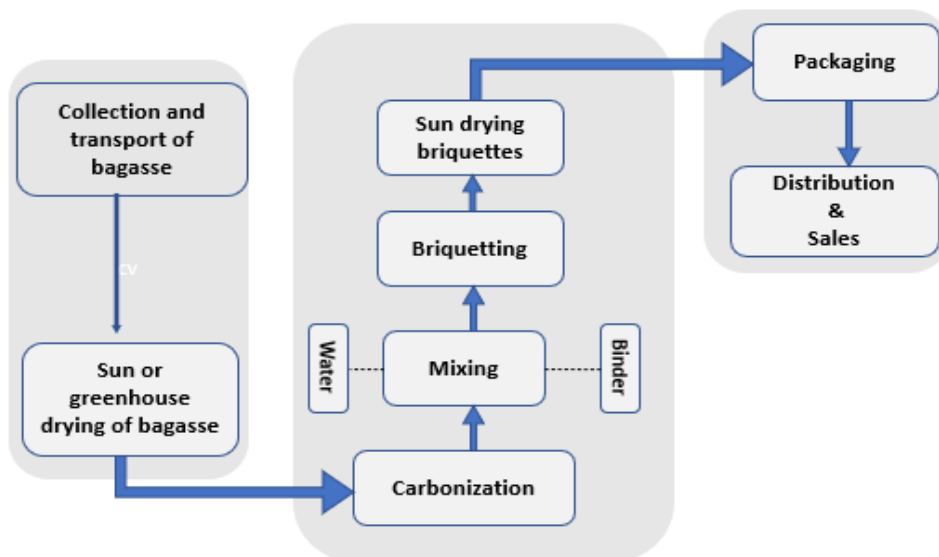 Collection and
transport of
bagasse
cv
Sun or
greenhouse
drying of bagasse
Carbonization
Mixing
Water
Binder
Briquetting
Sun drying
briquettes
Packaging
Distribution
&
Sales